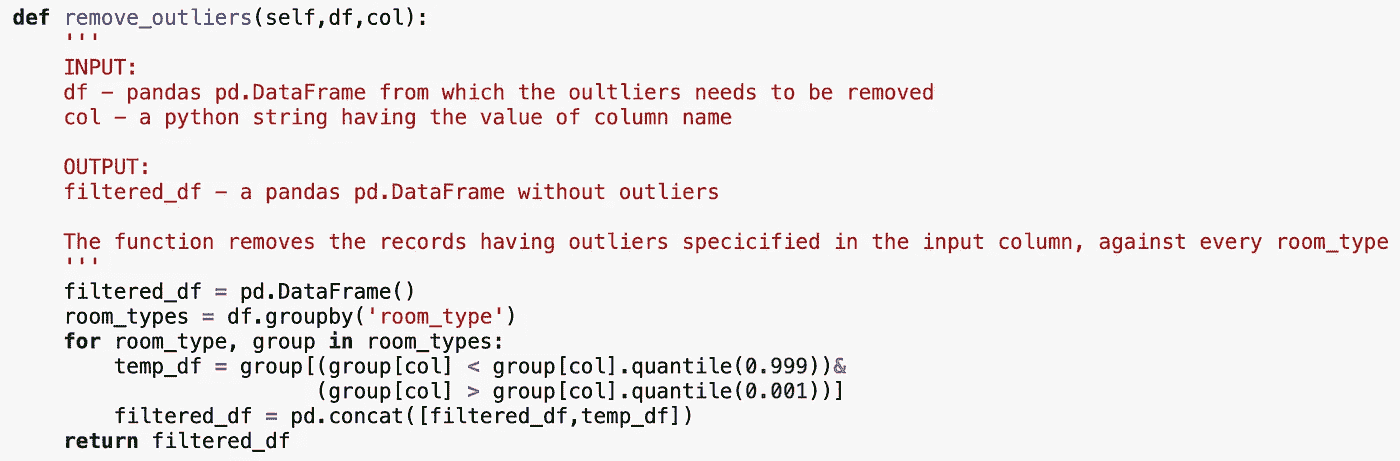 def remove_outliers(self,df,col):
    '''
    INPUT:
    df – pandas pd.DataFrame from which the oultliers needs to be removed
    col – a python string having the value of column name

    OUTPUT:
    filtered_df – a pandas pd.DataFrame without outliers

    The function removes the records having outliers specicified in the input column, against every room_type
    '''
    filtered_df = pd.DataFrame()
    room_types = df.groupby('room_type')
    for room_type, group in room_types:
        temp_df = group[(group[col] < group[col].quantile(0.999))&
                        (group[col] > group[col].quantile(0.001))]
        filtered_df = pd.concat([filtered_df,temp_df])
    return filtered_df